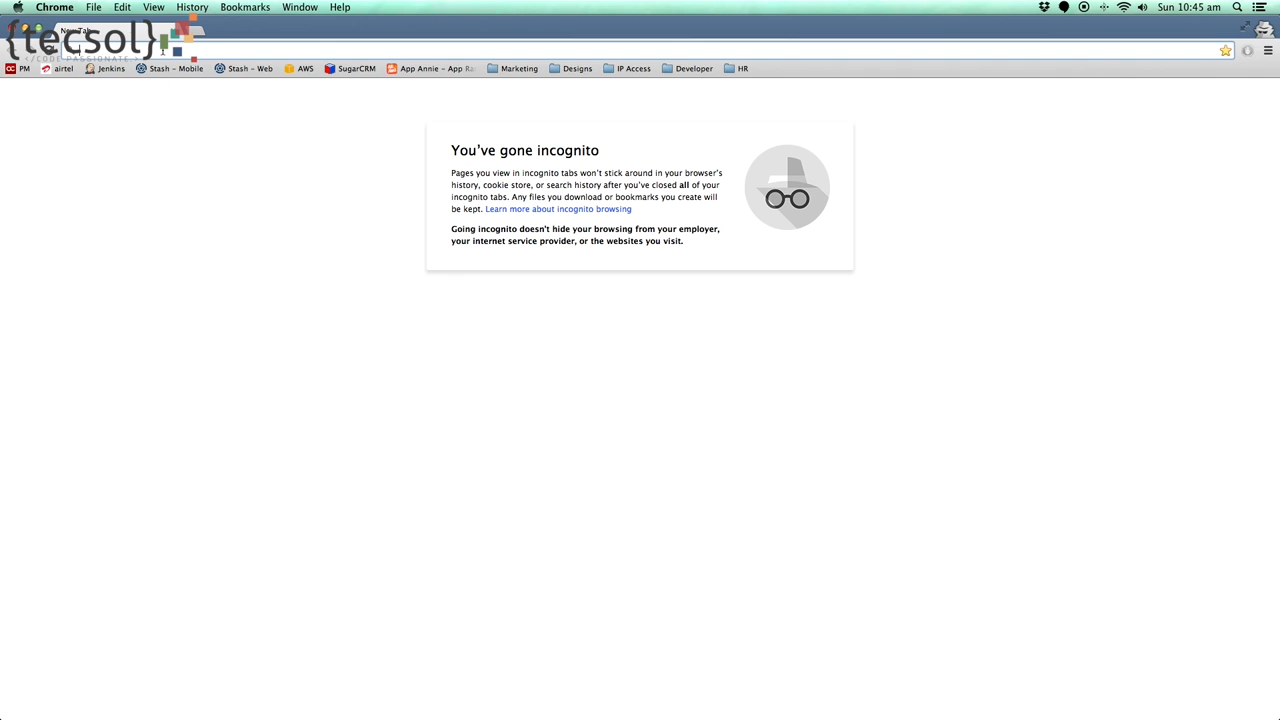 Chrome File Edit View History Bookmarks Window Help Sun 10:45 am
{tecsol}
</CODE PASSIONATE>
PM airtel Jenkins Stash - Mobile Stash - Web AWS SugarCRM App Annie - App Ra Marketing Designs IP Access Developer HR
You've gone incognito
Pages you view in incognito tabs won't stick around in your browser's
history, cookie store, or search history after you've closed all of your
incognito tabs. Any files you download or bookmarks you create will
be kept. Learn more about incognito browsing
Going incognito doesn't hide your browsing from your employer,
your internet service provider, or the websites you visit.